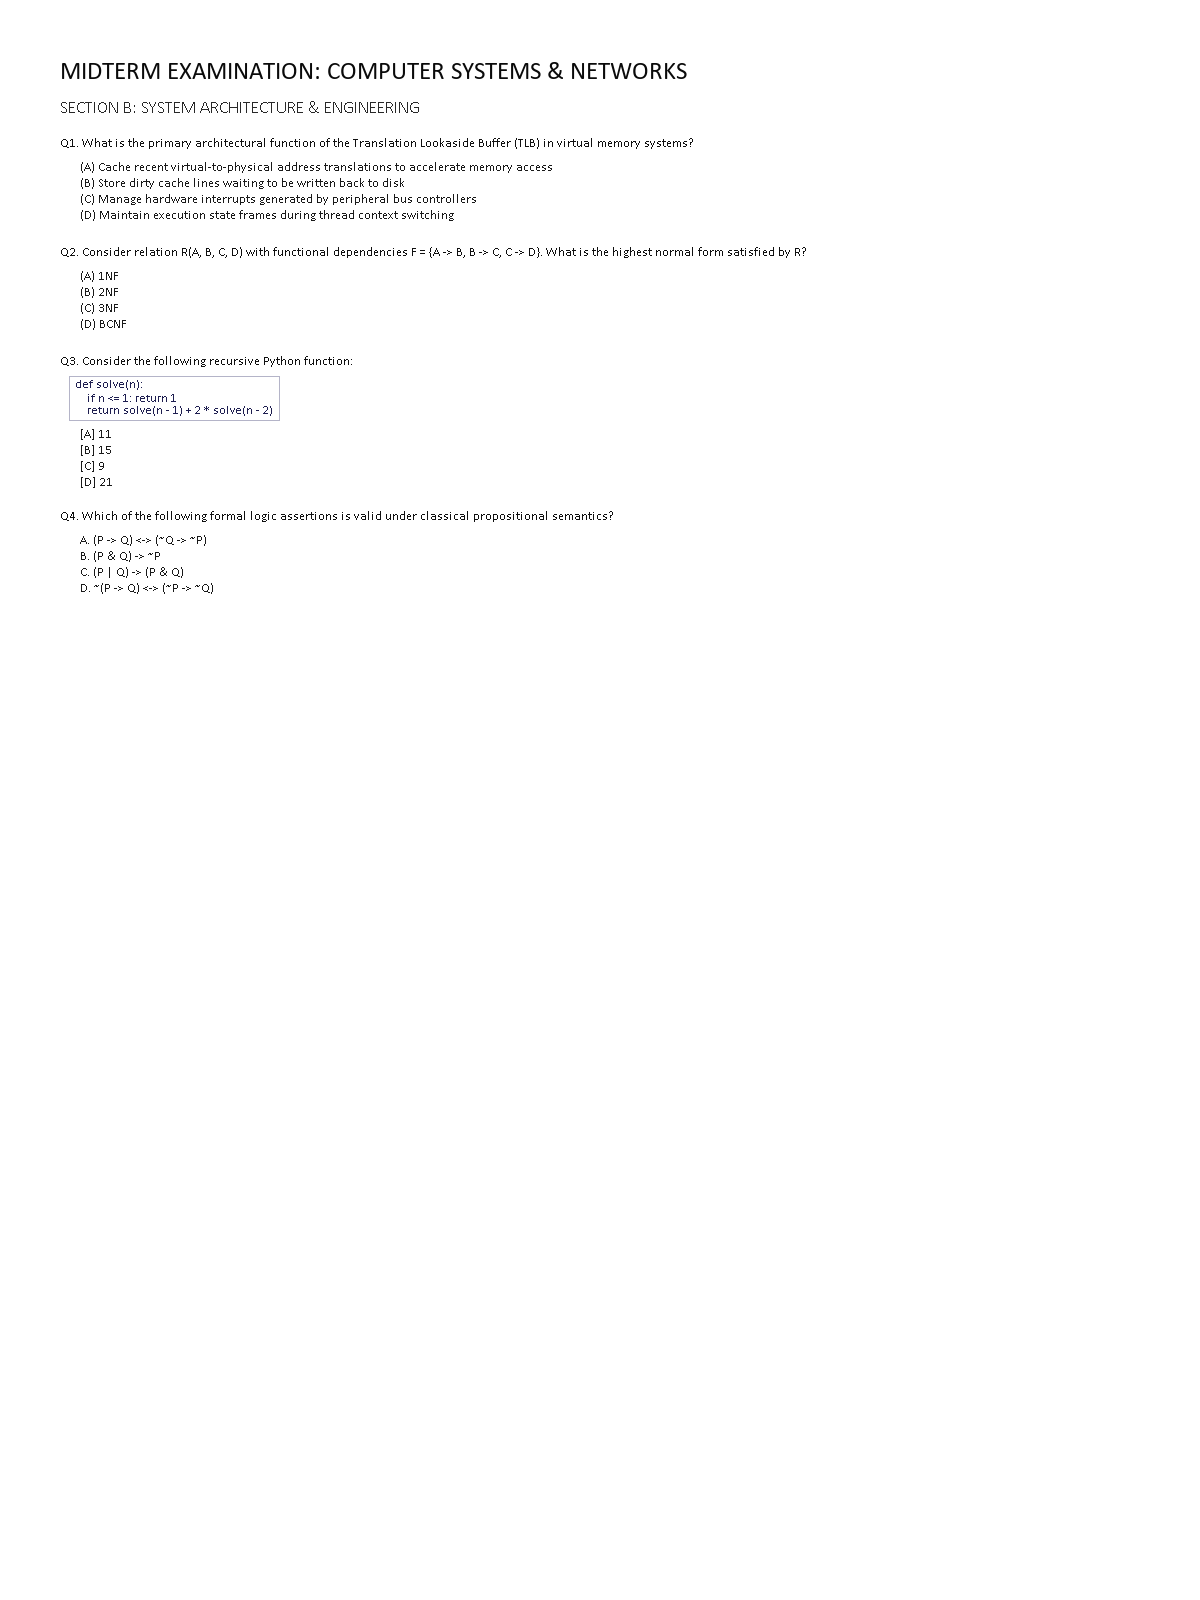 MIDTERM EXAMINATION: COMPUTER SYSTEMS & NETWORKS
SECTION B: SYSTEM ARCHITECTURE & ENGINEERING
Q1. What is the primary architectural function of the Translation Lookaside Buffer (TLB) in virtual memory systems?
(A) Cache recent virtual-to-physical address translations to accelerate memory access
(B) Store dirty cache lines waiting to be written back to disk
(C) Manage hardware interrupts generated by peripheral bus controllers
(D) Maintain execution state frames during thread context switching
Q2. Consider relation R(A, B, C, D) with functional dependencies F = {A -> B, B -> C, C -> D}. What is the highest normal form satisfied by R?
(A) 1NF
(B) 2NF
(C) 3NF
(D) BCNF
Q3. Consider the following recursive Python function:
def solve(n):
if n <= 1: return 1
return solve(n - 1) + 2 * solve(n - 2)
[A] 11
[B] 15
[C] 9
[D] 21
Q4. Which of the following formal logic assertions is valid under classical propositional semantics?
A. (P -> Q) <-> (~Q -> ~P)
B. (P & Q) -> ~P
C. (P | Q) -> (P & Q)
D. ~(P -> Q) <-> (~P -> ~Q)